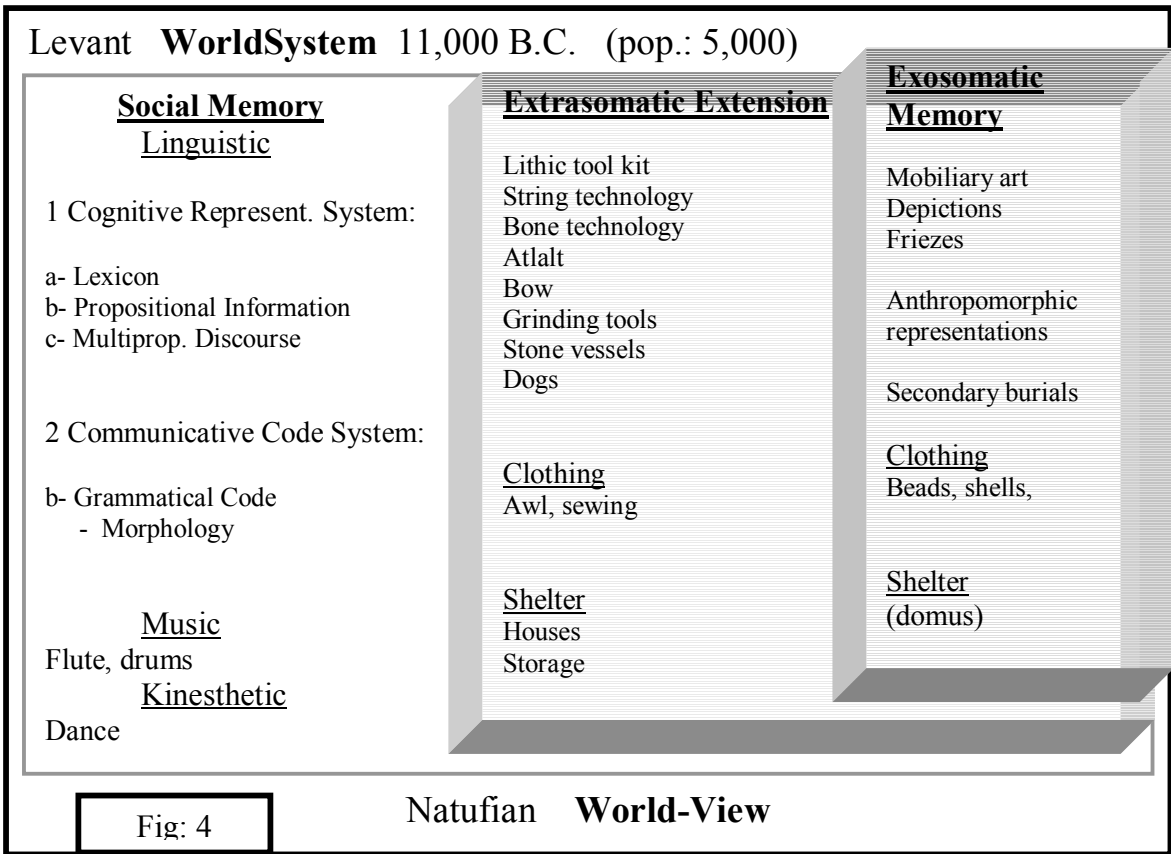 Levant WorldSystem 11,000 B.C. (pop.: 5,000)
Social Memory
Linguistic
1 Cognitive Represent. System:
a- Lexicon
b- Propositional Information
c- Multiprop. Discourse
2 Communicative Code System:
b- Grammatical Code
- Morphology
Music
Flute, drums
Kinesthetic
Dance
Extrasomatic Extension
Lithic tool kit
String technology
Bone technology
Atlalt
Bow
Grinding tools
Stone vessels
Dogs
Clothing
Awl, sewing
Shelter
Houses
Storage
Exosomatic
Memory
Mobiliary art
Depictions
Friezes
Anthropomorphic
representations
Secondary burials
Clothing
Beads, shells,
Shelter
(domus)
Fig: 4
Natufian World-View